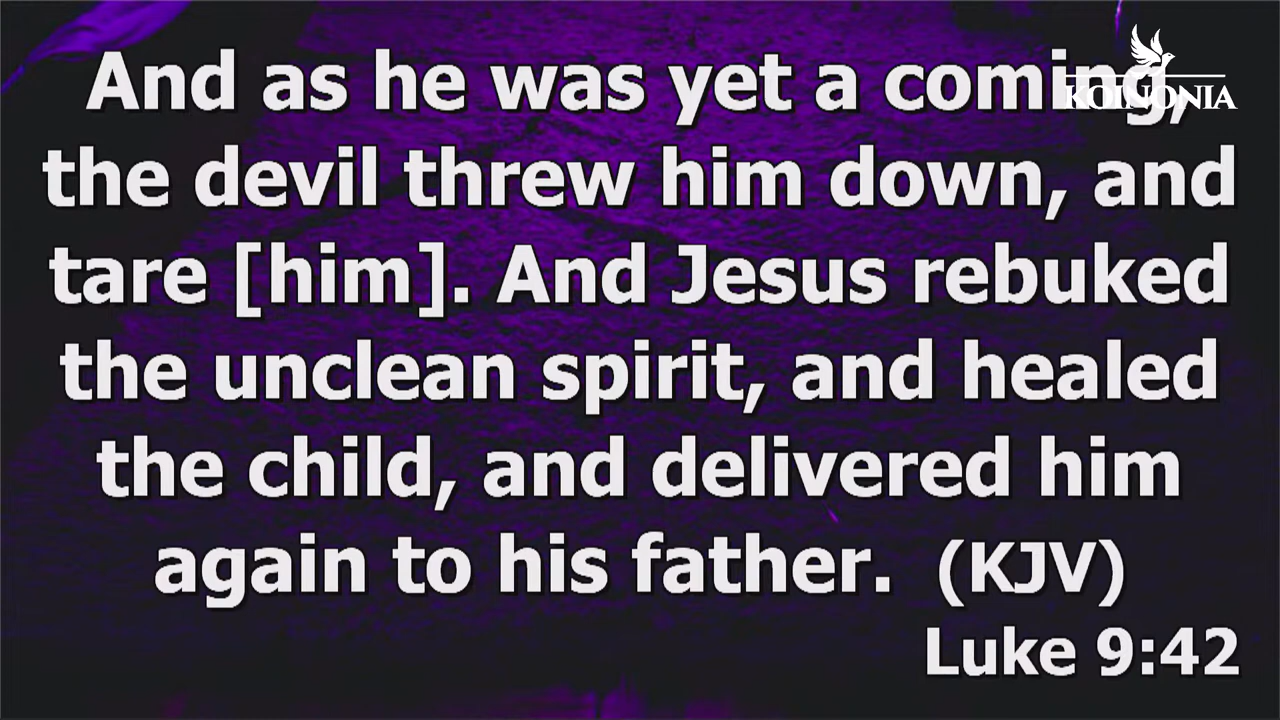 And as he was yet a coming,
KOINONIA
the devil threw him down, and
tare [him]. And Jesus rebuked
the unclean spirit, and healed
the child, and delivered him
again to his father. (KJV)
Luke 9:42